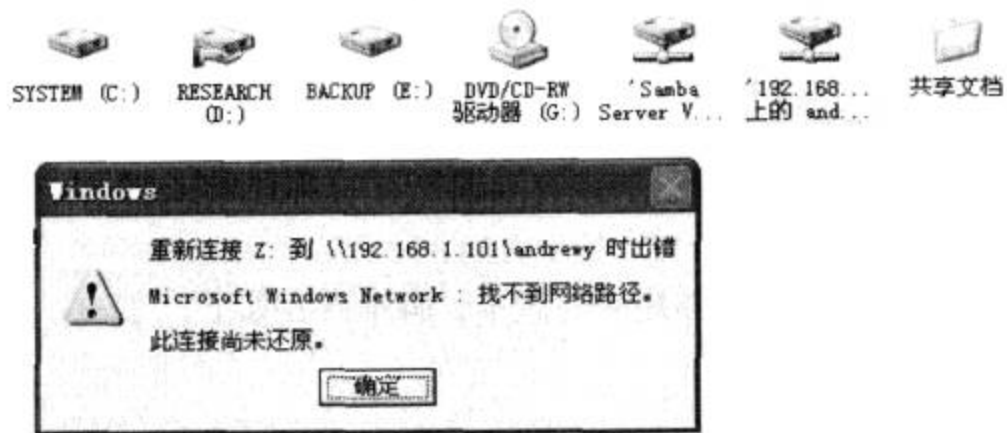 SYSTEM (C:)
RESEARCH
(D:)
BACKUP (E:)
DVD/CD-RW
驱动器 (G:)
'Samba
Server V...
'192.168...
上的 and...
共享文档
Windows
重新连接 Z: 到 \\192.168.1.101\andrewy 时出错
Microsoft Windows Network : 找不到网络路径。
此连接尚未还原。
确定